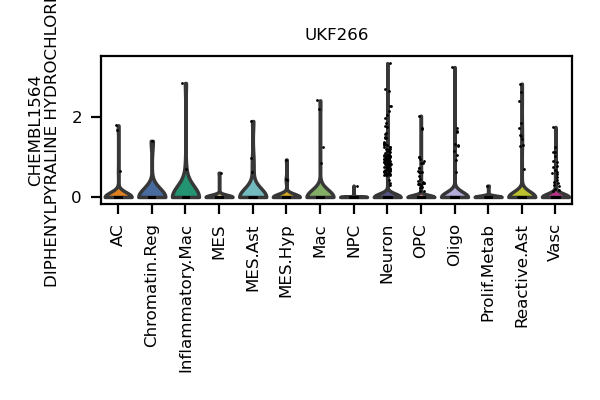 UKF266
CHEMBL1564
DIPHENYLPYRALINE HYDROCHLORI
2
0
AC
Chromatin.Reg
Inflammatory.Mac
MES
MES.Ast
MES.Hyp
Mac
NPC
Neuron
OPC
Oligo
Prolif.Metab
Reactive.Ast
Vasc